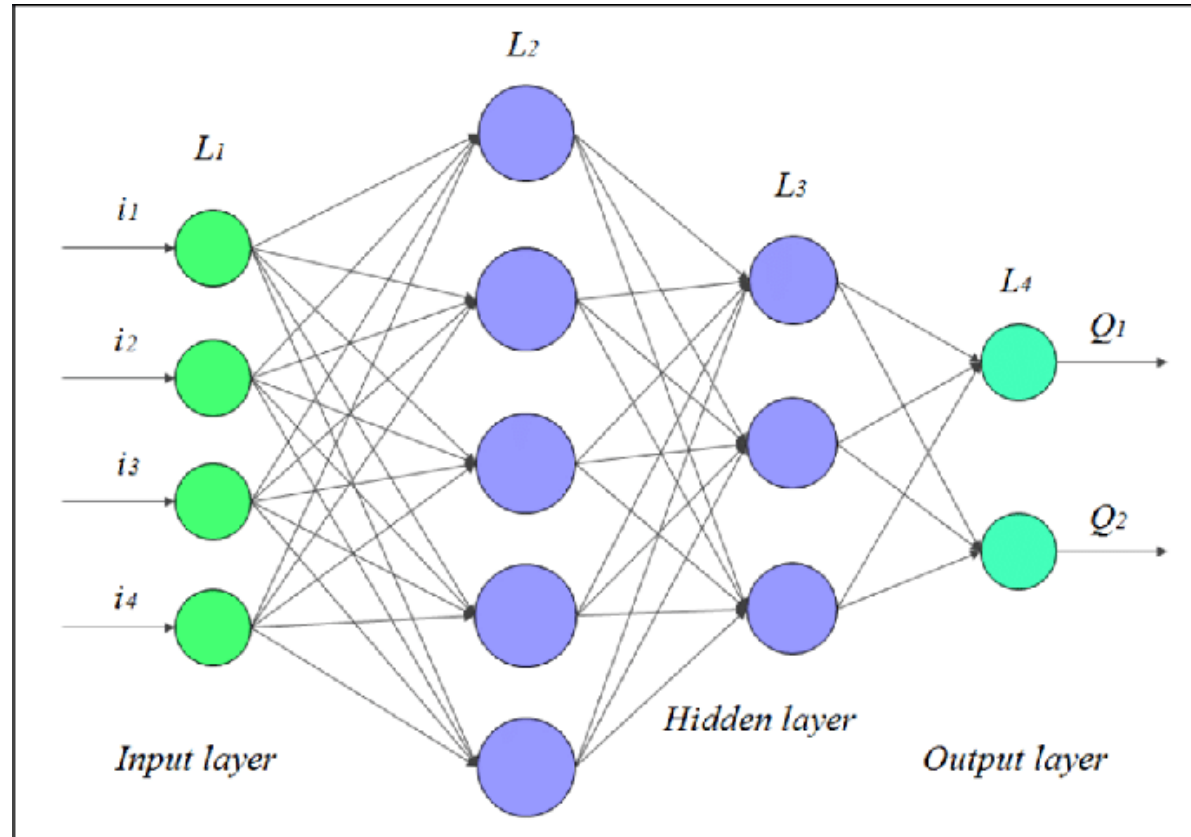 L2
L1
L3
i1
L4
Q1
i2
i3
Q2
i4
Hidden layer
Input layer
Output layer